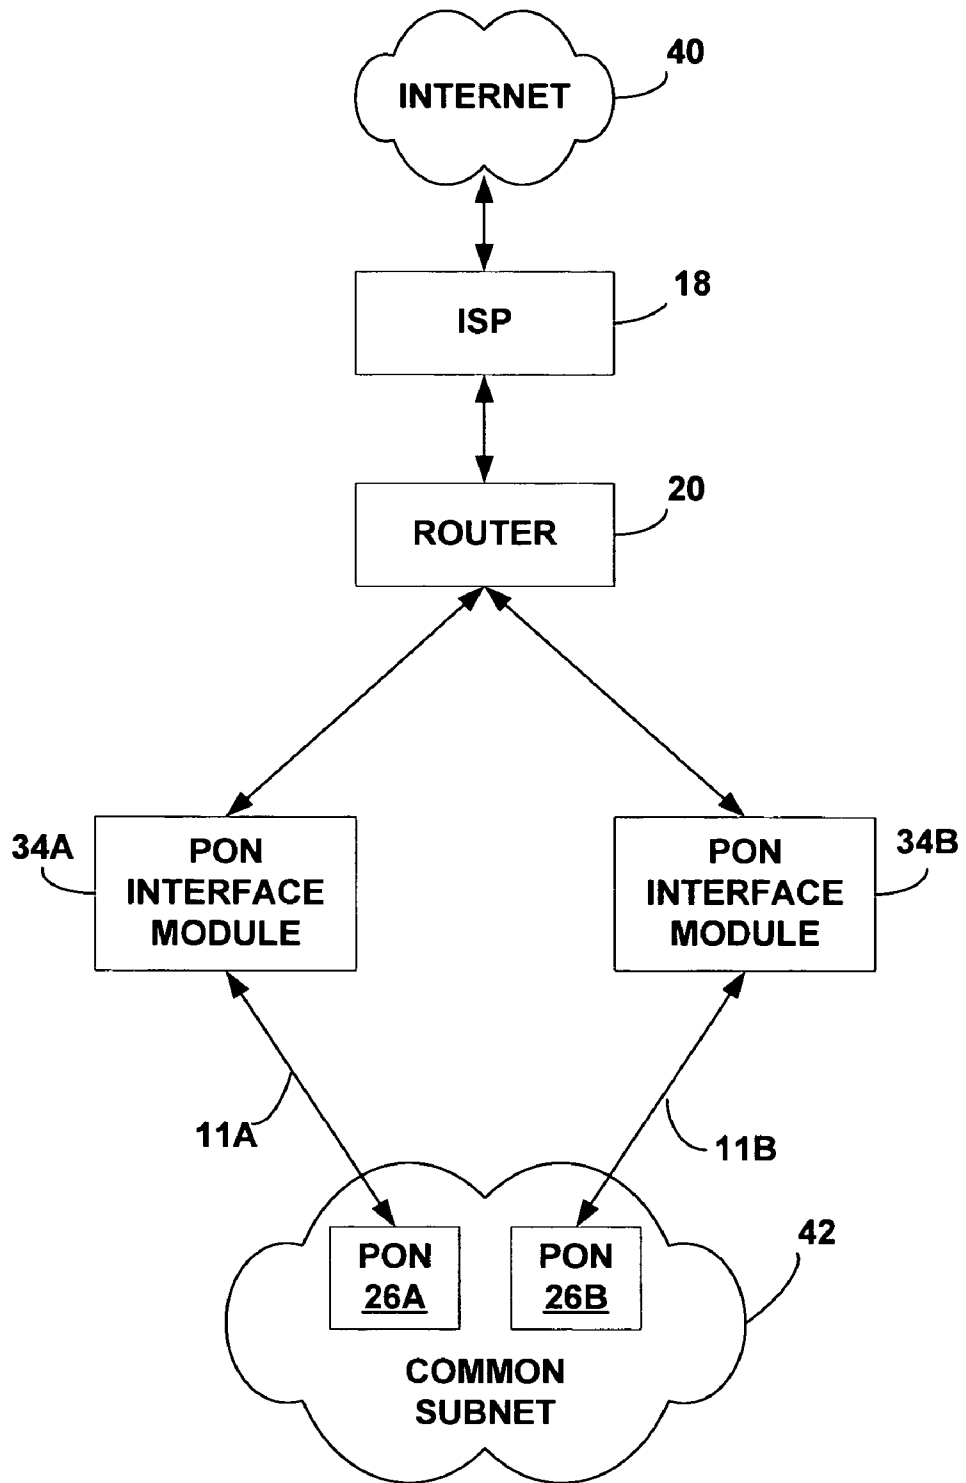 40
INTERNET
18
ISP
20
ROUTER
34A
PON
INTERFACE
MODULE
34B
PON
INTERFACE
MODULE
11A
11B
42
PON
26A
PON
26B
COMMON
SUBNET